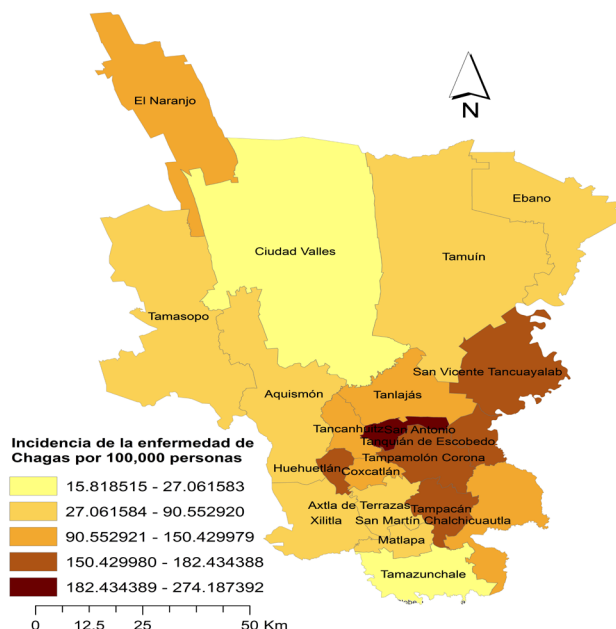 El Naranjo
N
Ebano
Ciudad Valles
Tamuín
Tamasopo
San Vicente Tancuayalab
Aquismón
Tanlajás
Tancanhuitz
San Antonio
Tanquián de Escobedo
Tampamolón Corona
Huehuetlán
Coxcatlán
Axtla de Terrazas
Tampacán
Xilitla
San Martín Chalchicuautla
Matlapa
Tamazunchale
Incidencia de la enfermedad de
Chagas por 100,000 personas
15.818515 - 27.061583
27.061584 - 90.552920
90.552921 - 150.429979
150.429980 - 182.434388
182.434389 - 274.187392
0 12.5 25 50 Km